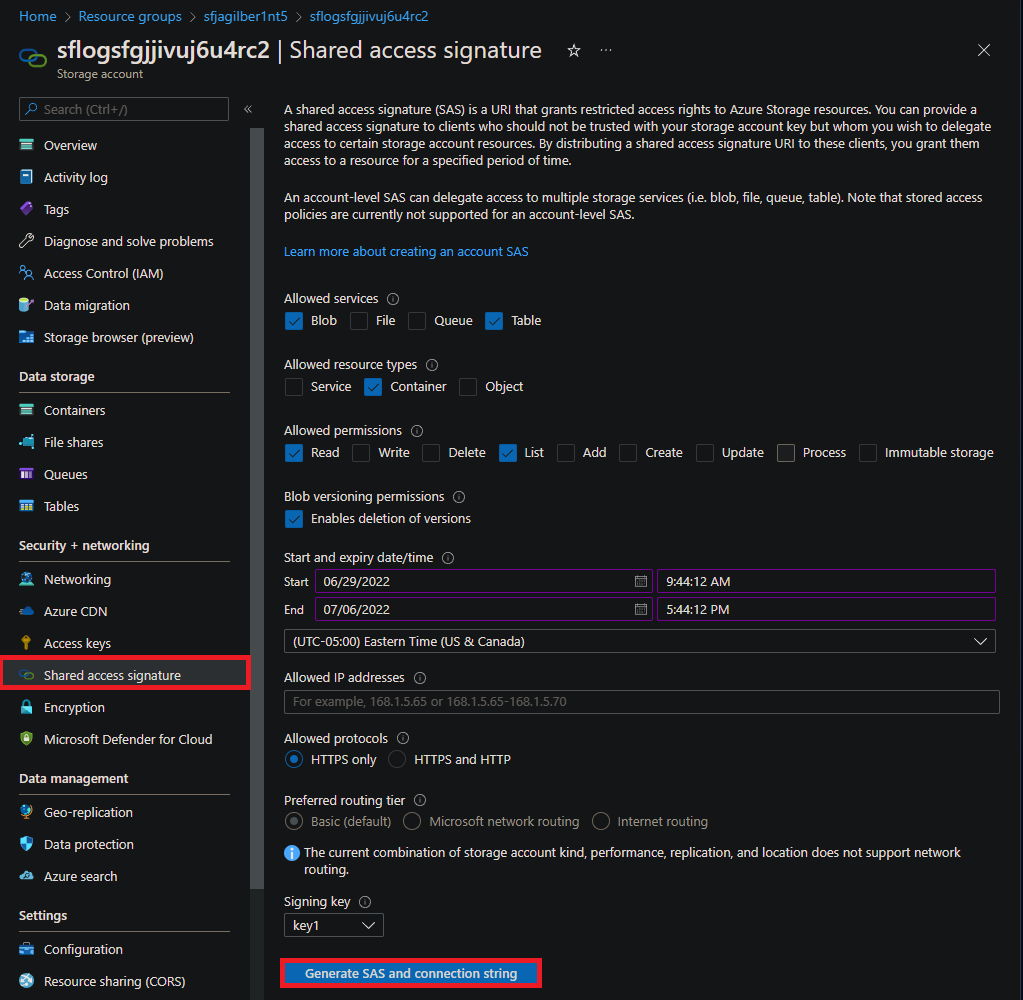 Home > Resource groups > sfjagilber1nt5 > sflogsfgjjivuj6u4rc2
sflogsfgjjivuj6u4rc2 | Shared access signature
Storage account
Search (Ctrl+/)
Overview
Activity log
Tags
Diagnose and solve problems
Access Control (IAM)
Data migration
Storage browser (preview)
Data storage
Containers
File shares
Queues
Tables
Security + networking
Networking
Azure CDN
Access keys
Shared access signature
Encryption
Microsoft Defender for Cloud
Data management
Geo-replication
Data protection
Azure search
Settings
Configuration
Resource sharing (CORS)
A shared access signature (SAS) is a URI that grants restricted access rights to Azure Storage resources. You can provide a
shared access signature to clients who should not be trusted with your storage account key but whom you wish to delegate
access to certain storage account resources. By distributing a shared access signature URI to these clients, you grant them
access to a resource for a specified period of time.
An account-level SAS can delegate access to multiple storage services (i.e. blob, file, queue, table). Note that stored access
policies are currently not supported for an account-level SAS.
Learn more about creating an account SAS
Allowed services
Blob File Queue Table
Allowed resource types
Service Container Object
Allowed permissions
Read Write Delete List Add Create Update Process Immutable storage
Blob versioning permissions
Enables deletion of versions
Start and expiry date/time
Start 06/29/2022 9:44:12 AM
End 07/06/2022 5:44:12 PM
(UTC-05:00) Eastern Time (US & Canada)
Allowed IP addresses
For example, 168.1.5.65 or 168.1.5.65-168.1.5.70
Allowed protocols
HTTPS only HTTPS and HTTP
Preferred routing tier
Basic (default) Microsoft network routing Internet routing
The current combination of storage account kind, performance, replication, and location does not support network
routing.
Signing key
key1
Generate SAS and connection string